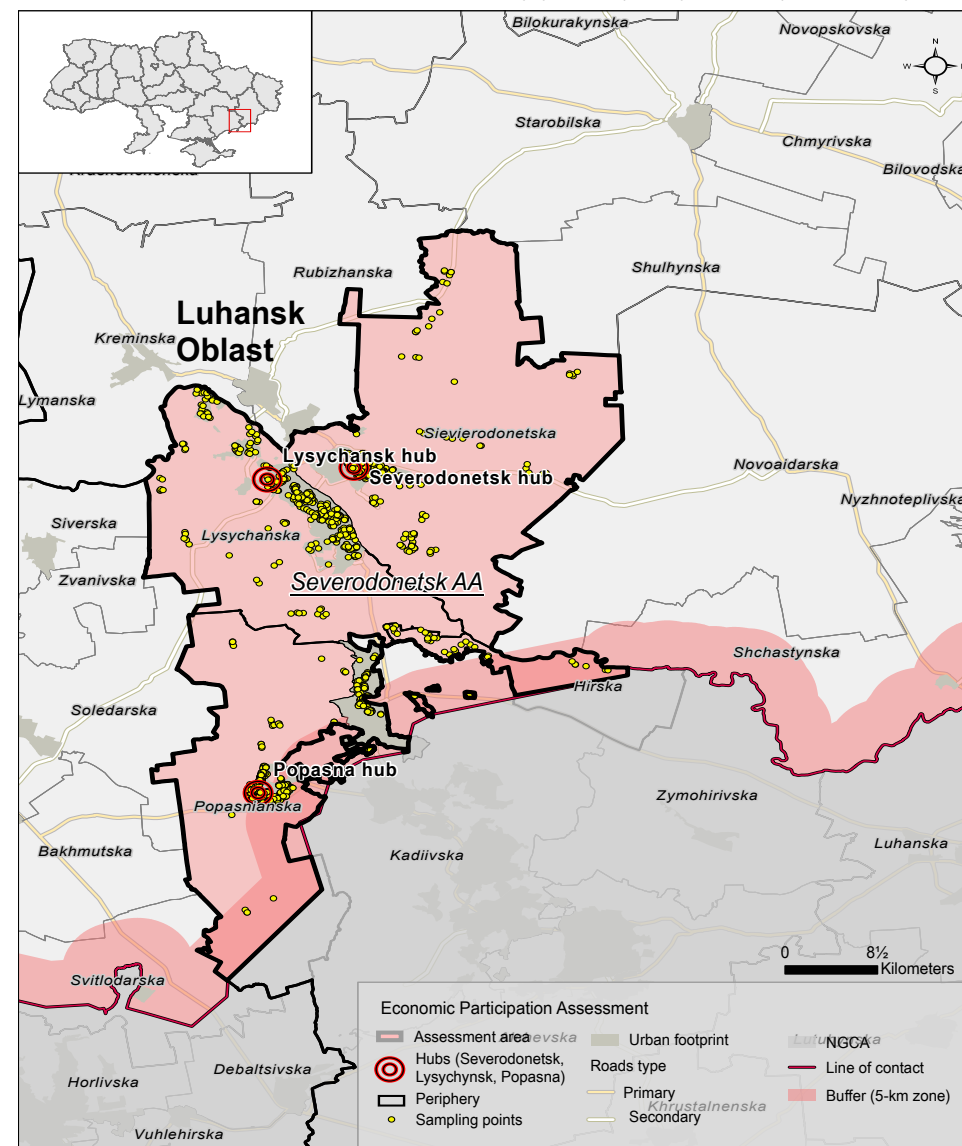 Bilokurakynska
Novopskovska
N
W
S
Starobilska
Chmyrivska
Bilovodska
Rubizhanska
Shulhynska
Luhansk
Oblast
Kreminska
Lymanska
Sievierodonetska
Lysychansk hub
Severodonetsk hub
Novoaidarska
Nyzhnoteplivska
Siverska
Lysychanska
Zvanivska
Severodonetsk AA
Shchastynska
Hirska
Soledarska
Popasna hub
Popasnianska
Zymohirivska
Bakhmutska
Kadiivska
Luhanska
0 8½
Kilometers
Svitlodarska
Economic Participation Assessment
Assessment area
Urban footprint
NGCA
Hubs (Severodonetsk,
Lysychynsk, Popasna)
Roads type
Line of contact
Periphery
Primary
Buffer (5-km zone)
Sampling points
Secondary
Khrustalnenska
Horlivska
Debaltsivska
Vuhlehirska